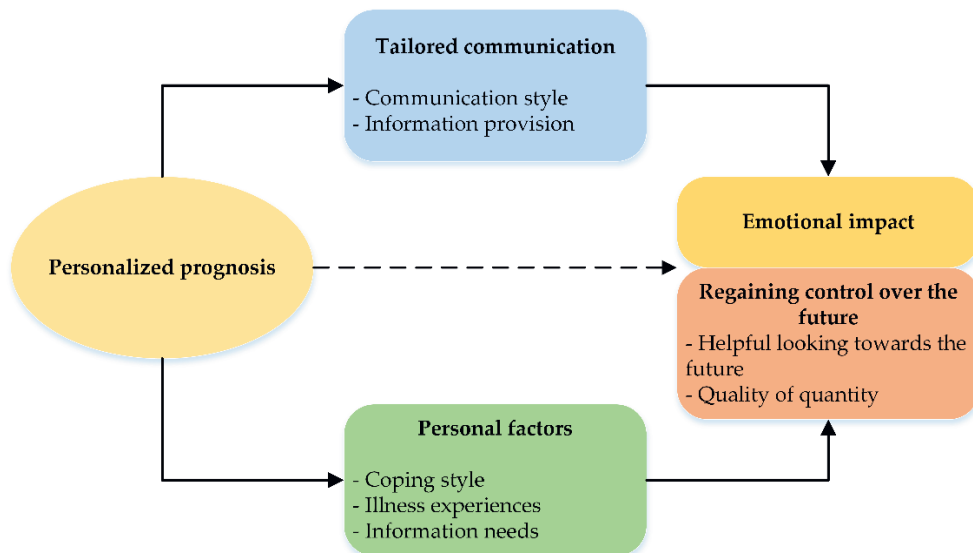 Tailored communication
- Communication style
- Information provision
Personalized prognosis
Emotional impact
Regaining control over the
future
- Helpful looking towards the
future
- Quality of quantity
Personal factors
- Coping style
- Illness experiences
- Information needs